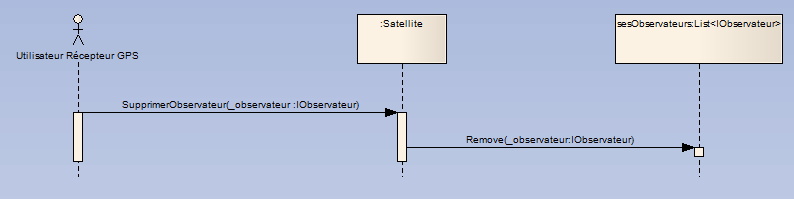 :Satellite
sesObservateurs:List<IObservateur>
Utilisateur Récepteur GPS
SupprimerObservateur(_observateur :IObservateur)
Remove(_observateur:IObservateur)